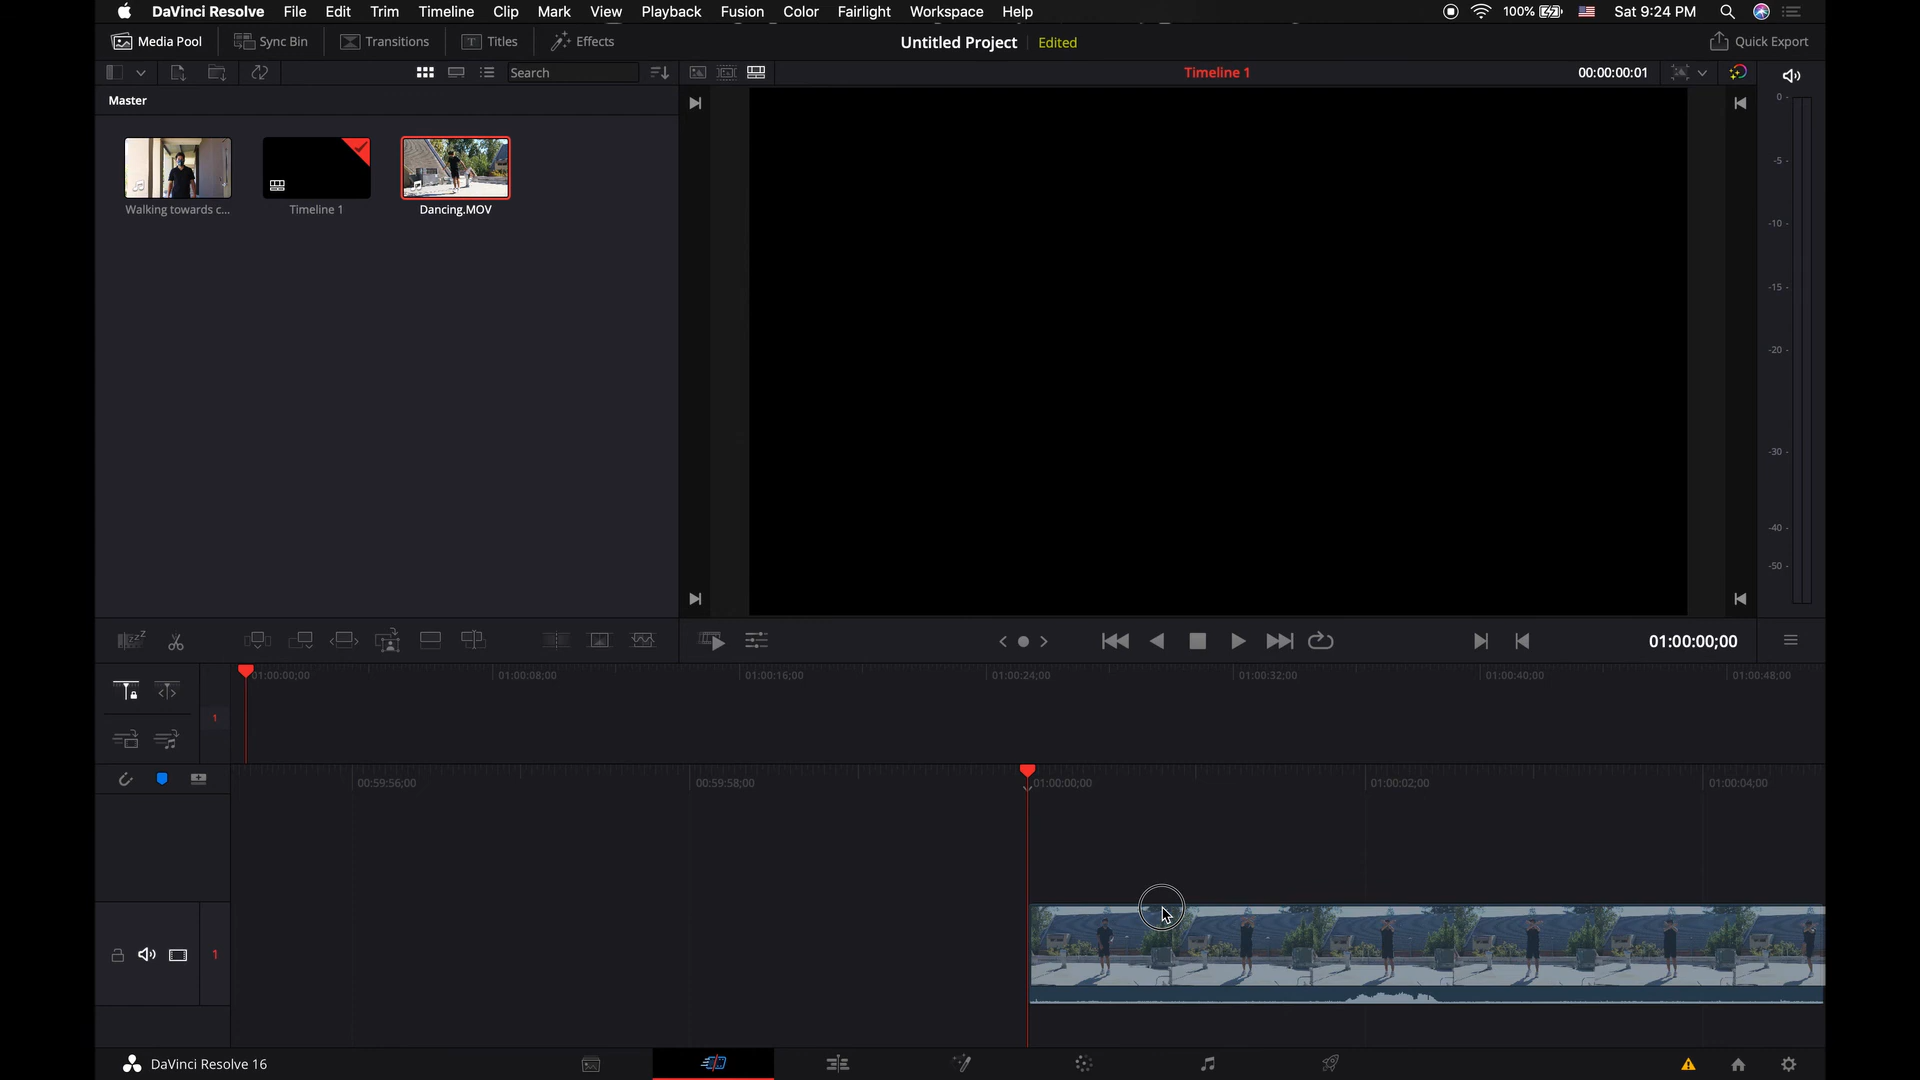 DaVinci Resolve File Edit Trim Timeline Clip Mark View Playback Fusion Color Fairlight Workspace Help 100% Sat 9:24 PM
Media Pool Sync Bin Transitions Titles Effects Untitled Project Edited Quick Export
Search Timeline 1 00:00:00:01
Master
0
-5
-10
-15
-20
-30
-40
-50
Walking towards c... Timeline 1 Dancing.MOV
01:00:00;00
01:00:00;00 01:00:08;00 01:00:16;00 01:00:24;00 01:00:32;00 01:00:40;00 01:00:48;00
1
00:59:56;00 00:59:58;00 01:00:00;00 01:00:02;00 01:00:04;00
1
DaVinci Resolve 16